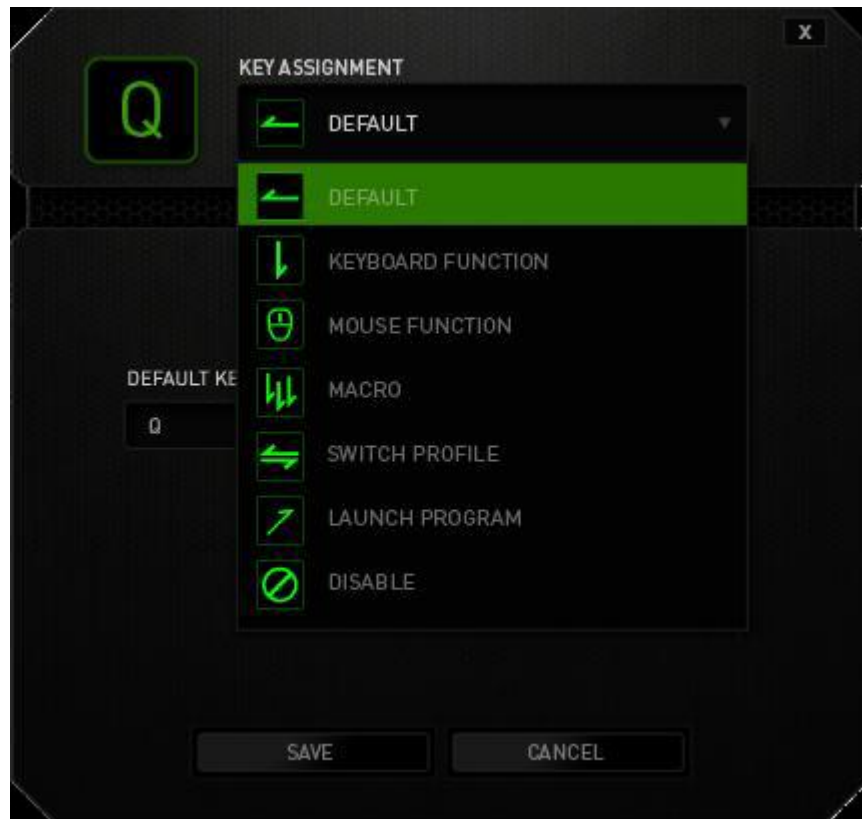 X
KEY ASSIGNMENT
Q
DEFAULT
DEFAULT
KEYBOARD FUNCTION
MOUSE FUNCTION
DEFAULT KE
MACRO
Q
SWITCH PROFILE
LAUNCH PROGRAM
DISABLE
SAVE
CANCEL